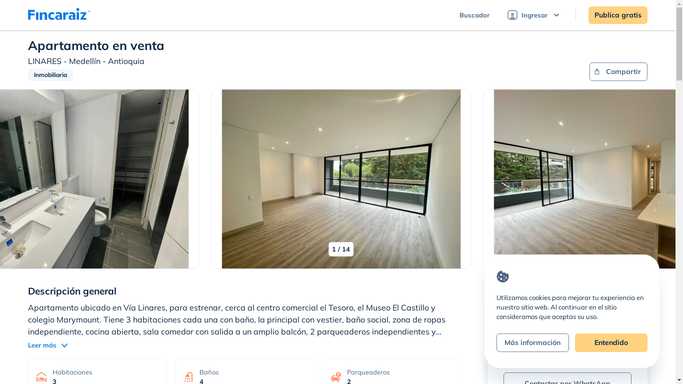 Fincaraiz
Buscador
Ingresar
Publica gratis
Apartamento en venta
LINARES - Medellín - Antioquia
Inmobiliaria
Compartir
1 / 14
Descripción general
Apartamento ubicado en Vía Linares, para estrenar, cerca al centro comercial el Tesoro, el Museo El Castillo y
colegio Marymount. Tiene 3 habitaciones cada una con baño, la principal con vestier, baño social, zona de ropas
independiente, cocina abierta, sala comedor con salida a un amplio balcón, 2 parqueaderos independientes y...
Leer más
Habitaciones
3
Baños
4
Parqueaderos
2
Utilizamos cookies para mejorar tu experiencia en
nuestro sitio web. Al continuar en el sitio
consideramos que aceptas su uso.
Más información
Entendido
Contactar por WhatsApp